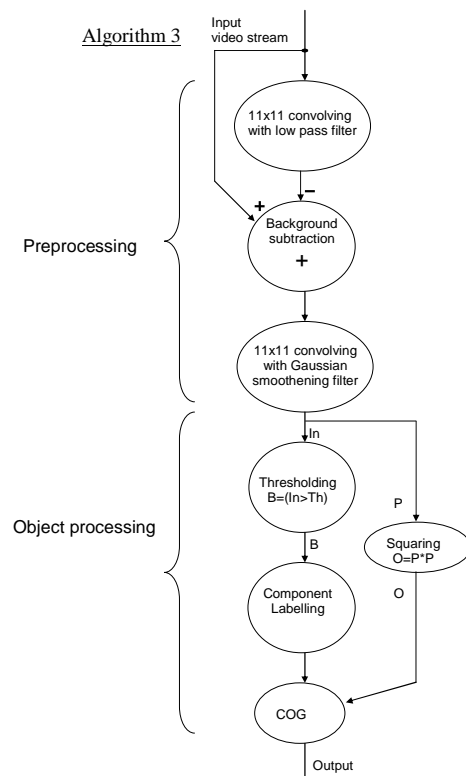 Algorithm 3
Input
video stream
11x11 convolving
with low pass filter
+
−
Background
subtraction
+
Preprocessing
11x11 convolving
with Gaussian
smoothening filter
In
Thresholding
B=(In>Th)
P
Object processing
Squaring
O=P*P
B
O
Component
Labelling
COG
Output